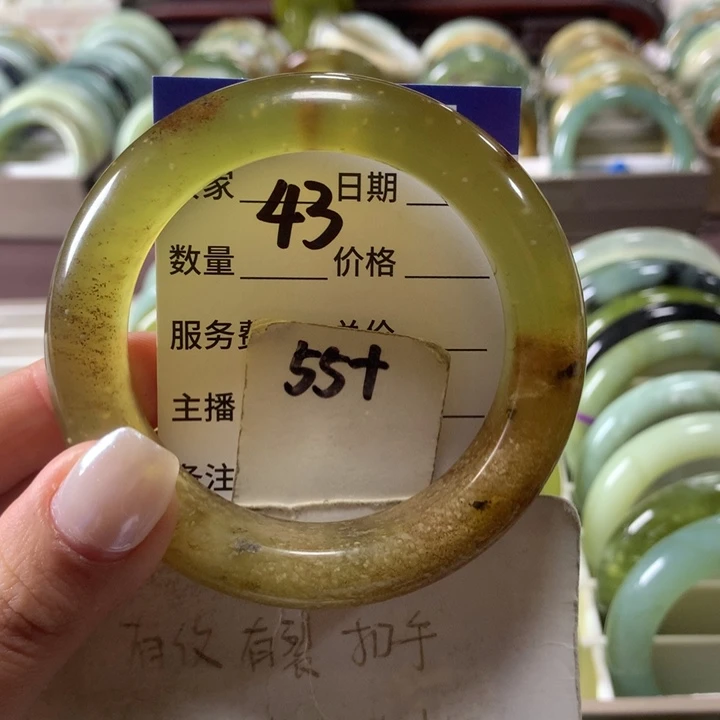 家 43 日期
数量 价格
服务费 单价
55+
主播
备注
有纹 有裂 扣手